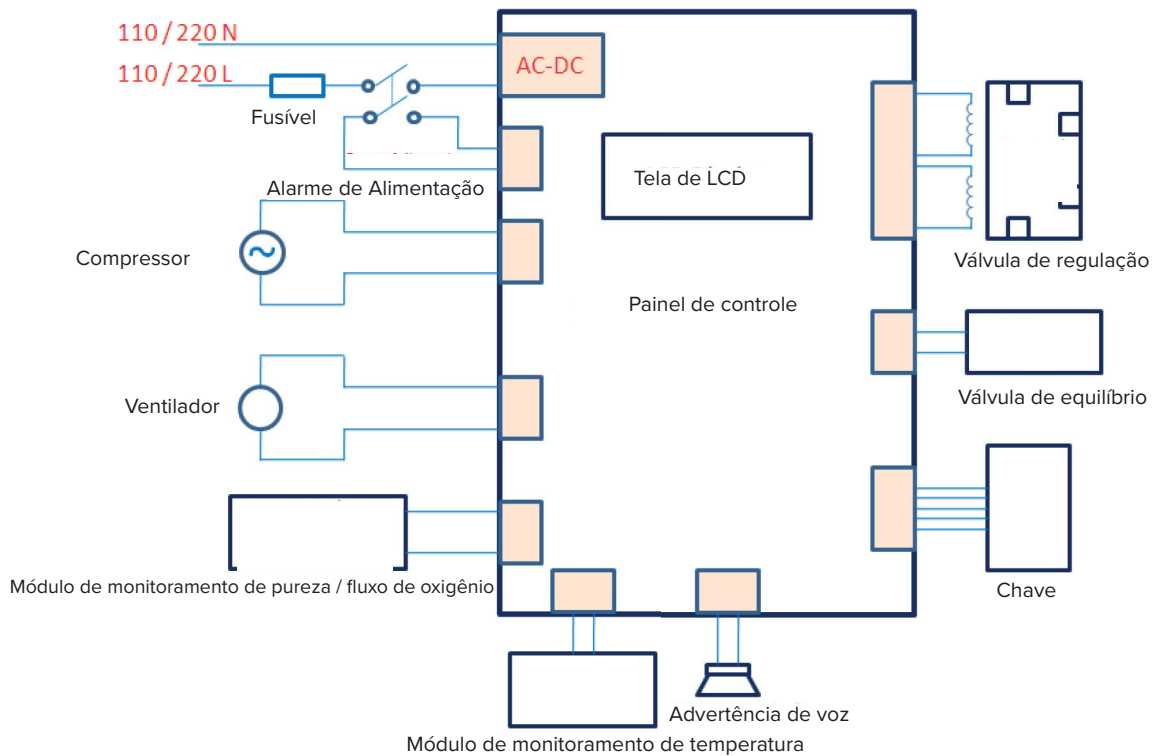 110 / 220 N
110 / 220 L
AC-DC
Fusível
Alarme de Alimentação
Tela de LCD
Compressor
Válvula de regulação
Painel de controle
Ventilador
Válvula de equilíbrio
Módulo de monitoramento de pureza / fluxo de oxigênio
Chave
Advertência de voz
Módulo de monitoramento de temperatura